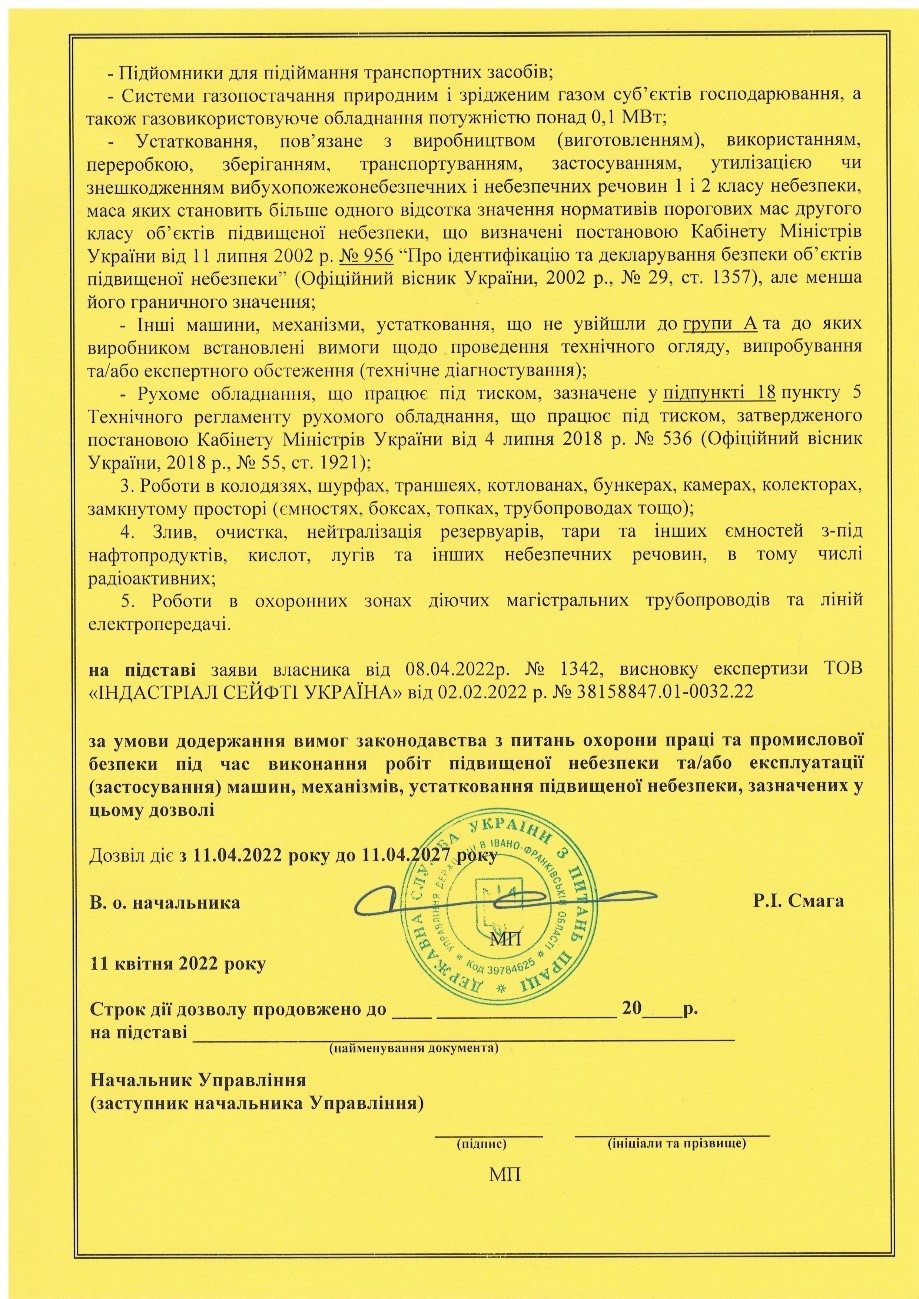 - Підйомники для підіймання транспортних засобів;
- Системи газопостачання природним і зрідженим газом суб’єктів господарювання, а
також газовикористовуюче обладнання потужністю понад 0,1 МВт;
- Устатковання, пов’язане з виробництвом (виготовленням), використанням,
переробкою, зберіганням, транспортуванням, застосуванням, утилізацією чи
знешкодженням вибухопожежонебезпечних і небезпечних речовин 1 і 2 класу небезпеки,
маса яких становить більше одного відсотка значення нормативів порогових мас другого
класу об’єктів підвищеної небезпеки, що визначені постановою Кабінету Міністрів
України від 11 липня 2002 р. № 956 “Про ідентифікацію та декларування безпеки об’єктів
підвищеної небезпеки” (Офіційний вісник України, 2002 р., № 29, ст. 1357), але менша
його граничного значення;
- Інші машини, механізми, устатковання, що не увійшли до групи А та до яких
виробником встановлені вимоги щодо проведення технічного огляду, випробування
та/або експертного обстеження (технічне діагностування);
- Рухоме обладнання, що працює під тиском, зазначене у підпункті 18 пункту 5
Технічного регламенту рухомого обладнання, що працює під тиском, затвердженого
постановою Кабінету Міністрів України від 4 липня 2018 р. № 536 (Офіційний вісник
України, 2018 р., № 55, ст. 1921);
3. Роботи в колодязях, шурфах, траншеях, котлованах, бункерах, камерах, колекторах,
замкнутому просторі (ємностях, боксах, топках, трубопроводах тощо);
4. Злив, очистка, нейтралізація резервуарів, тари та інших ємностей з-під
нафтопродуктів, кислот, лугів та інших небезпечних речовин, в тому числі
радіоактивних;
5. Роботи в охоронних зонах діючих магістральних трубопроводів та ліній
електропередачі.
на підставі заяви власника від 08.04.2022р. № 1342, висновку експертизи ТОВ
«ІНДАСТРІАЛ СЕЙФТІ УКРАЇНА» від 02.02.2022 р. № 38158847.01-0032.22
за умови додержання вимог законодавства з питань охорони праці та промислової
безпеки під час виконання робіт підвищеної небезпеки та/або експлуатації
(застосування) машин, механізмів, устатковання підвищеної небезпеки, зазначених у
цьому дозволі
Дозвіл діє з 11.04.2022 року до 11.04.2027 року
В. о. начальника Р.І. Смага
МП
ДЕРЖАВНА СЛУЖБА УКРАЇНИ З ПИТАНЬ ПРАЦІ
УПРАВЛІННЯ ДЕРЖПРАЦІ В ІВАНО-ФРАНКІВСЬКІЙ ОБЛАСТІ
Код 39784625
11 квітня 2022 року
Строк дії дозволу продовжено до ____ __________________ 20____р.
на підставі ______________________________________________________
(найменування документа)
Начальник Управління
(заступник начальника Управління)
(підпис) (ініціали та прізвище)
МП